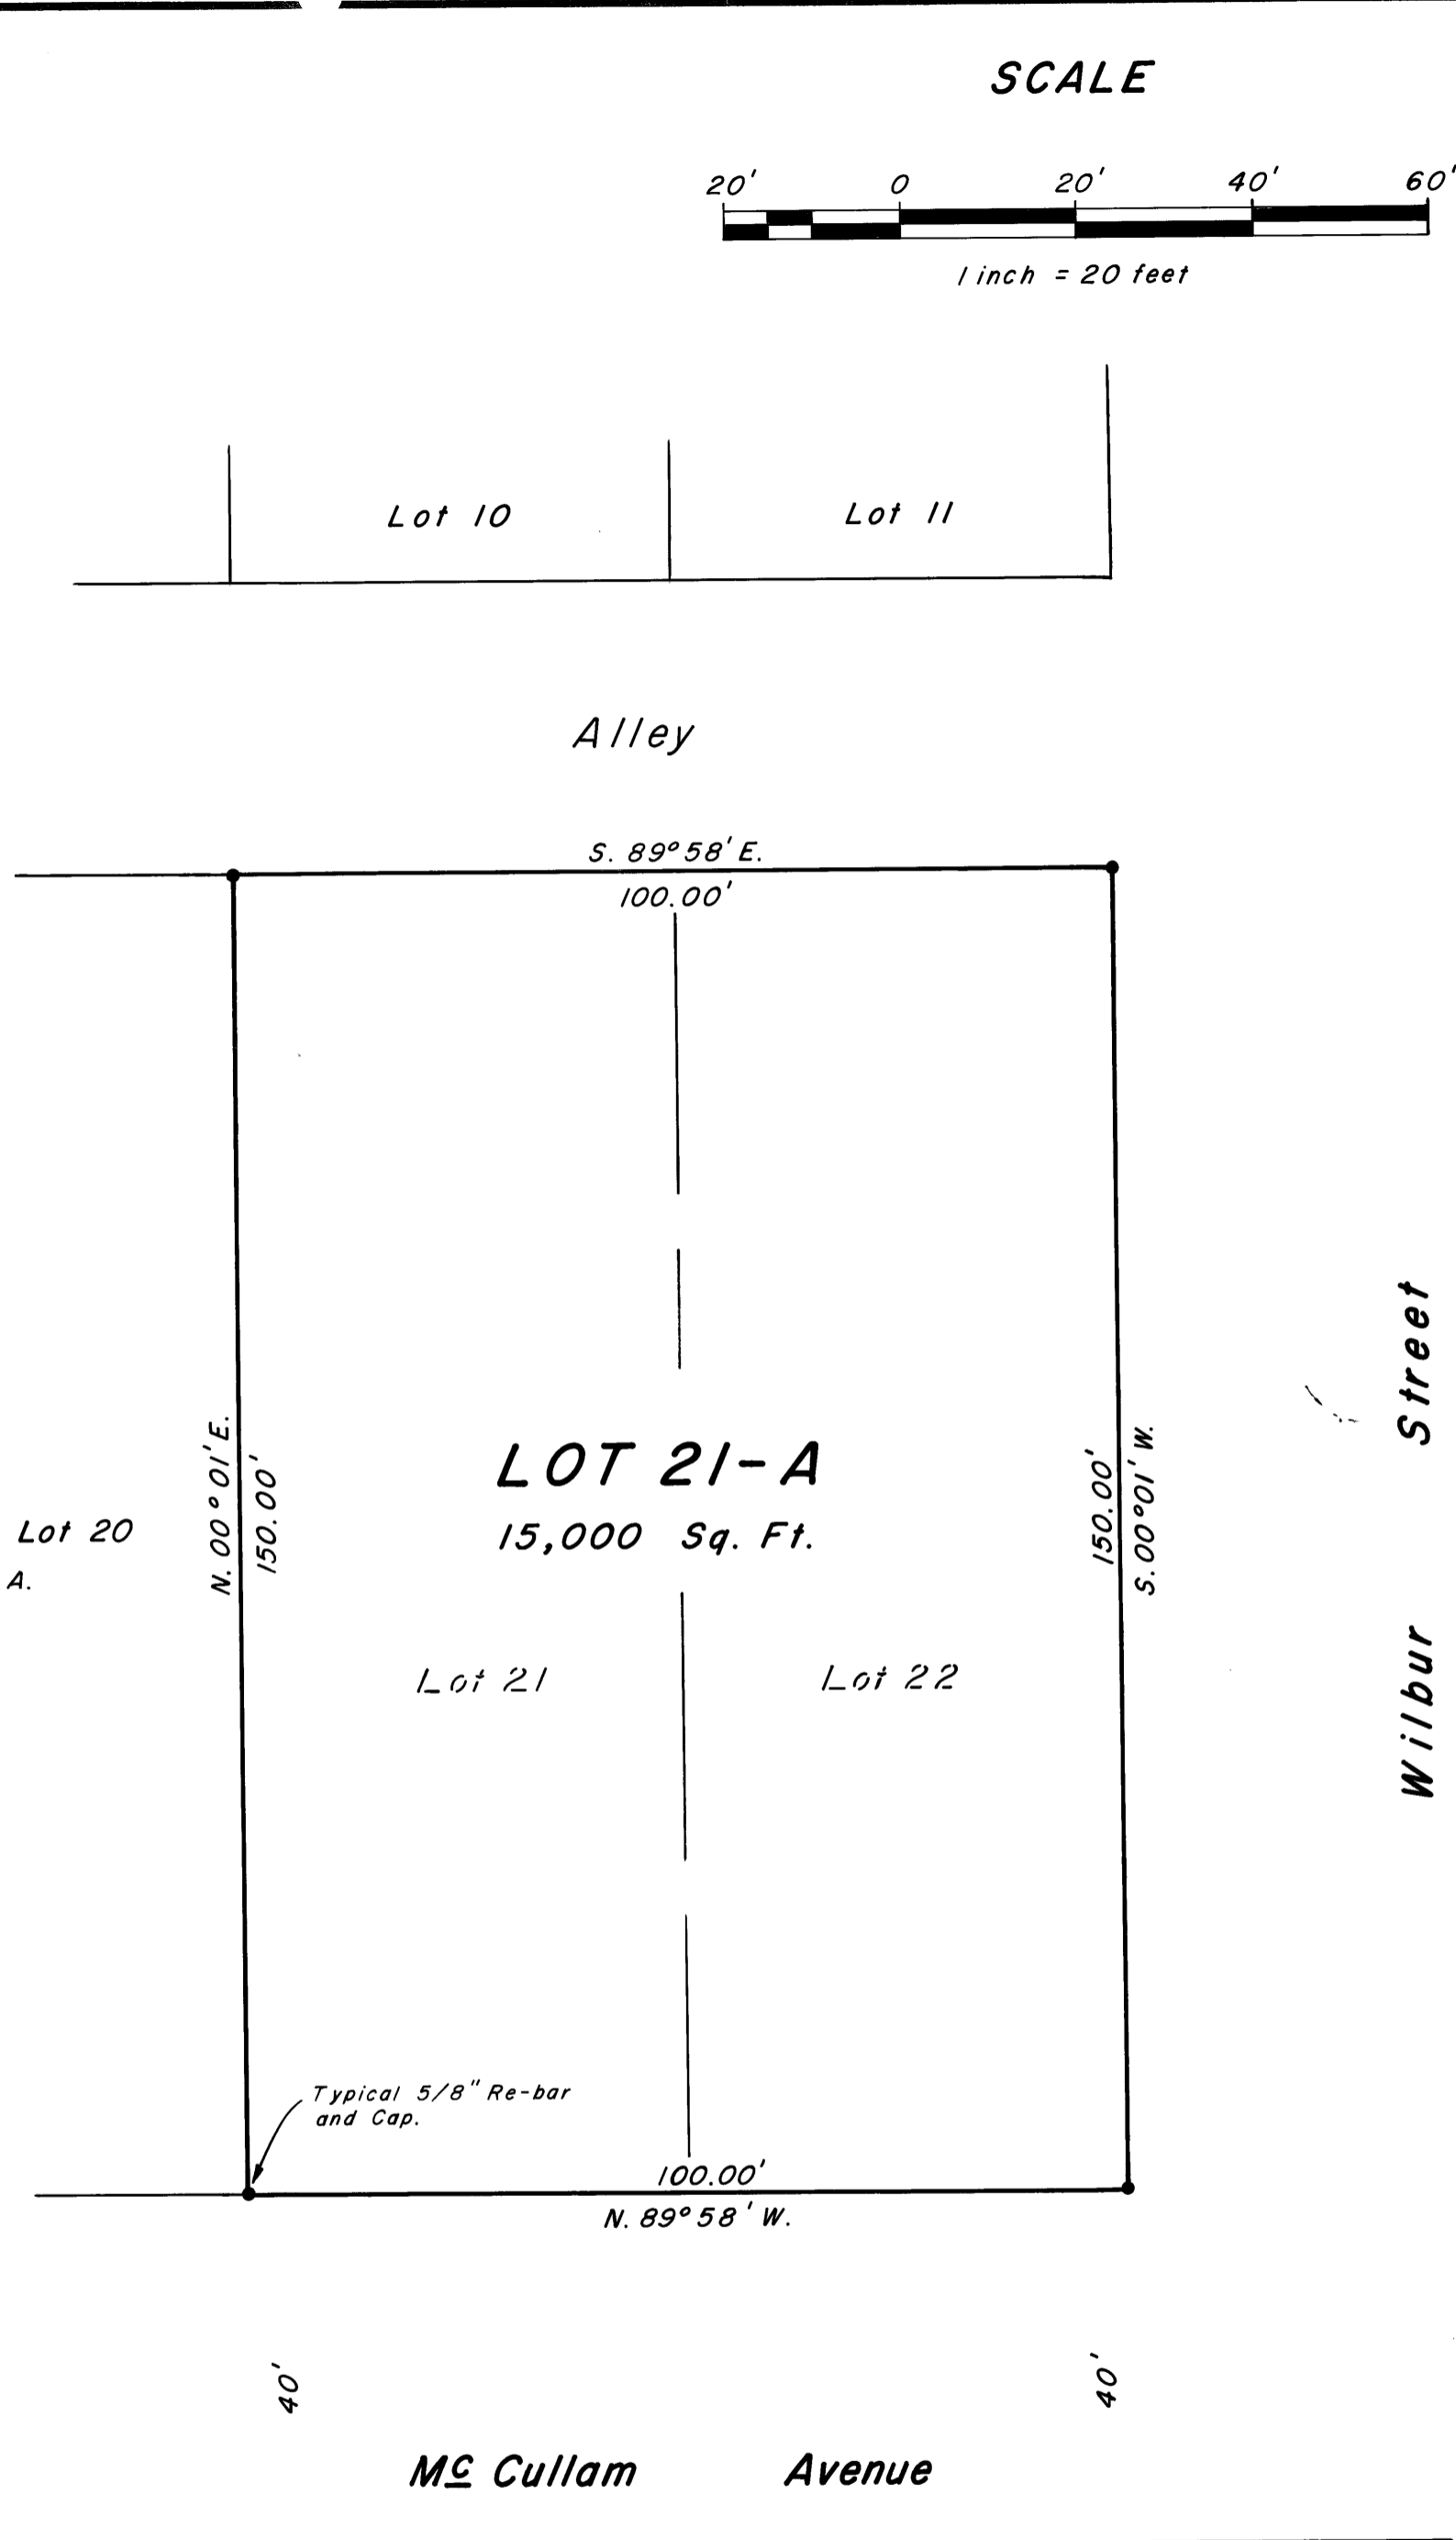 SCALE
20' 0 20' 40' 60'
1 inch = 20 feet
Lot 10 Lot 11
Alley
S. 89°58' E.
100.00'
N. 00°01' E.
150.00'
LOT 21-A
15,000 Sq. Ft.
150.00'
S. 00°01' W.
Lot 20
A.
Lot 21 Lot 22
Wilbur Street
Typical 5/8" Re-bar
and Cap.
100.00'
N. 89°58' W.
40' 40'
Mc Cullam Avenue